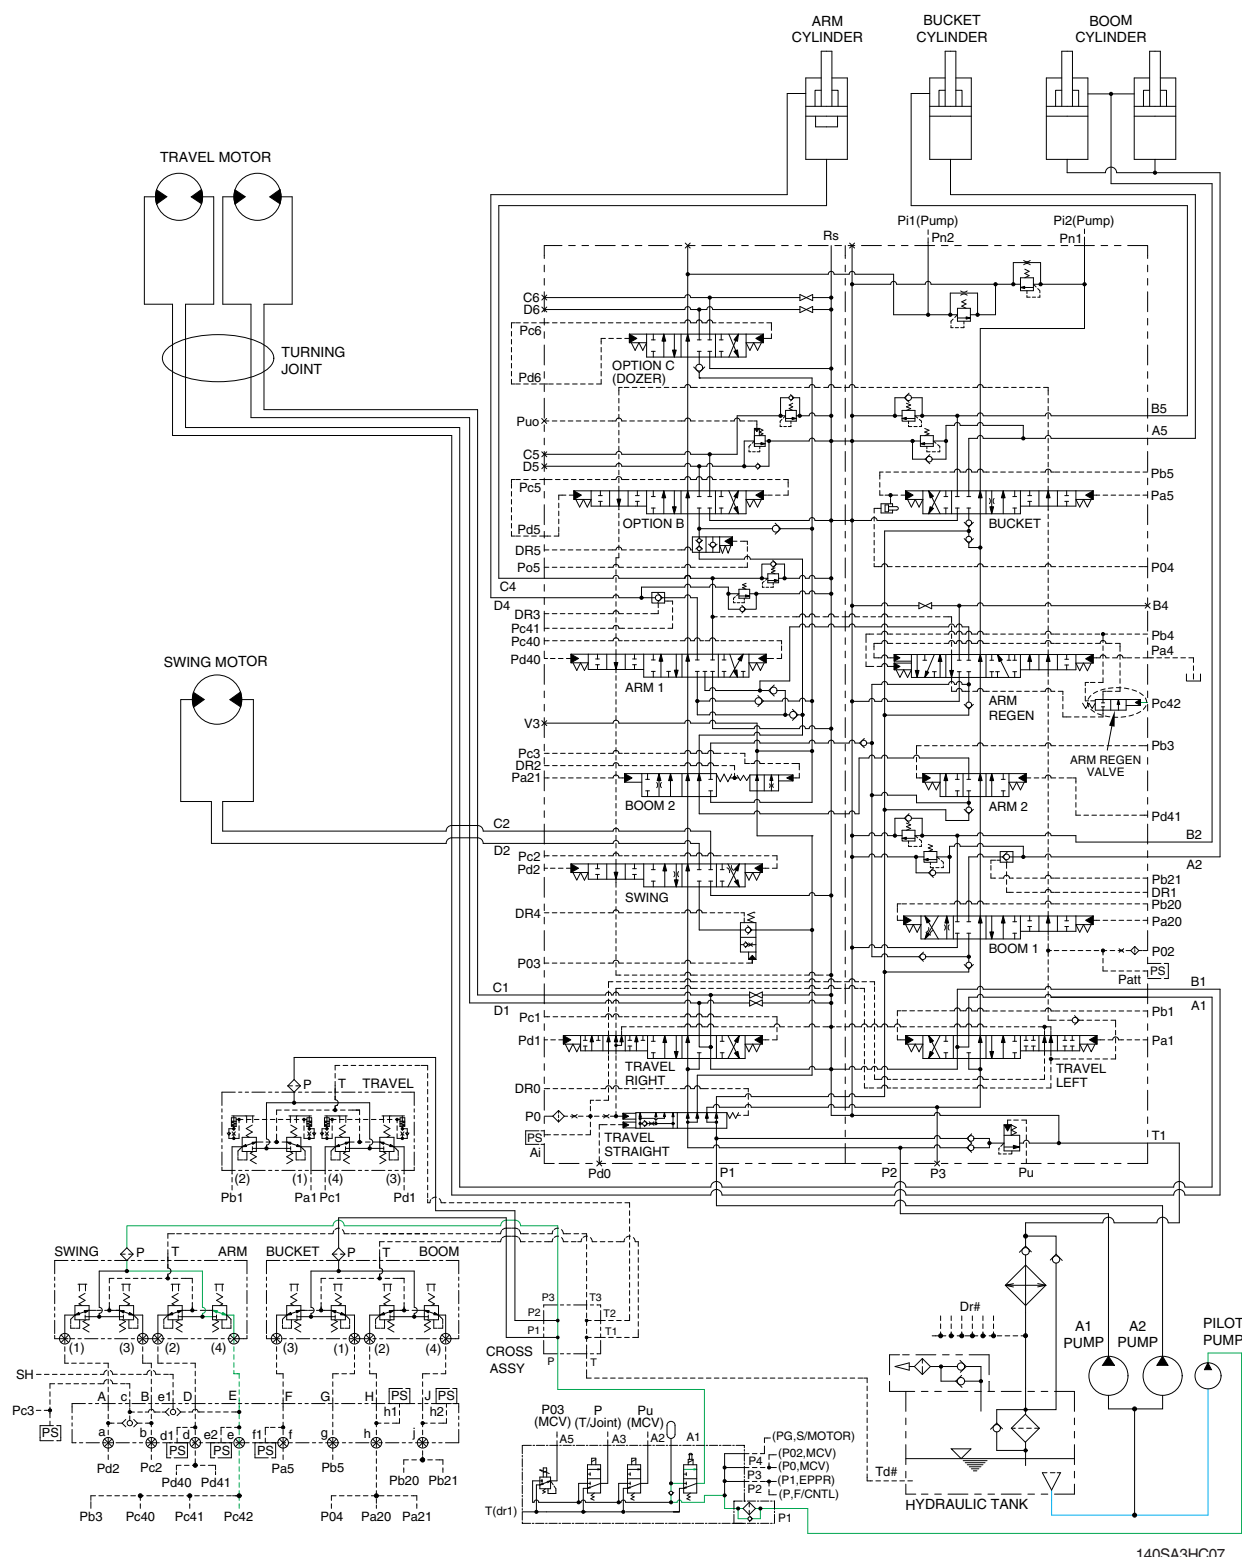 ARM
CYLINDER
BUCKET
CYLINDER
BOOM
CYLINDER
TRAVEL MOTOR
TURNING
JOINT
SWING MOTOR
Rs
Pi1(Pump)
Pn2
Pi2(Pump)
Pn1
C6
D6
Pc6
Pd6
OPTION C
(DOZER)
Puo
C5
D5
Pc5
Pd5
OPTION B
DR5
Po5
C4
D4
DR3
Pc41
Pc40
Pd40
ARM 1
V3
Pc3
DR2
Pa21
BOOM 2
C2
D2
Pc2
Pd2
SWING
DR4
P03
C1
D1
Pc1
Pd1
TRAVEL
RIGHT
DR0
P0
PS
Ai
TRAVEL
STRAIGHT
Pd0
P1
P2
P3
Pu
T1
B5
A5
Pb5
Pa5
BUCKET
P04
B4
Pb4
Pa4
ARM
REGEN
Pc42
ARM REGEN
VALVE
Pb3
ARM 2
Pd41
B2
A2
Pb21
DR1
Pb20
Pa20
BOOM 1
P02
PS
Patt
B1
A1
Pb1
Pa1
TRAVEL
LEFT
P T TRAVEL
(2) (1) (4) (3)
Pb1 Pa1 Pc1 Pd1
SWING P T ARM
BUCKET P T BOOM
(1) (3) (2) (4)
(3) (1) (2) (4)
SH
Pc3
PS
A c B e1 D E F G H PS J PS
h1 h2
a b d1 d e2 e f1 f g h j
PS PS PS
Pd2 Pc2 Pd40 Pd41 Pa5 Pb5 Pb20 Pb21
Pb3 Pc40 Pc41 Pc42 P04 Pa20 Pa21
P3 T3
P2 T2
P1 T1
CROSS
ASSY
P T
P03
(MCV)
P
(T/Joint)
Pu
(MCV)
A5 A3 A2 A1
(PG,S/MOTOR)
P4 (P02,MCV)
(P0,MCV)
P3 (P1,EPPR)
P2 (P,F/CNTL)
T(dr1)
P1
Dr#
A1
PUMP
A2
PUMP
PILOT
PUMP
Td#
HYDRAULIC TANK
140SA3HC07